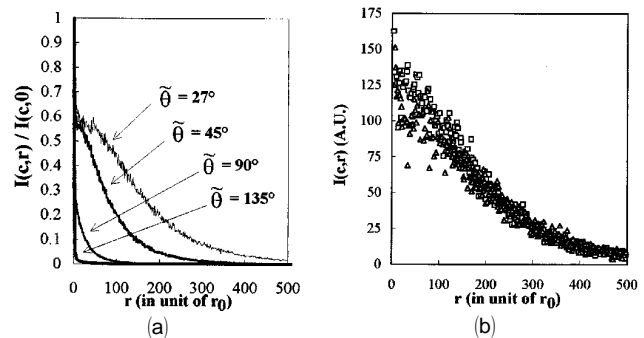 1
0.9
0.8
0.7
0.6
0.5
0.4
0.3
0.2
0.1
0
I(c,r) / I(c,0)
θ̃ = 27°
θ̃ = 45°
θ̃ = 90°
θ̃ = 135°
0 100 200 300 400 500
r (in unit of r0)
(a)
175
150
125
100
75
50
25
0
I(c,r) (A.U.)
0 100 200 300 400 500
r (in unit of r0)
(b)